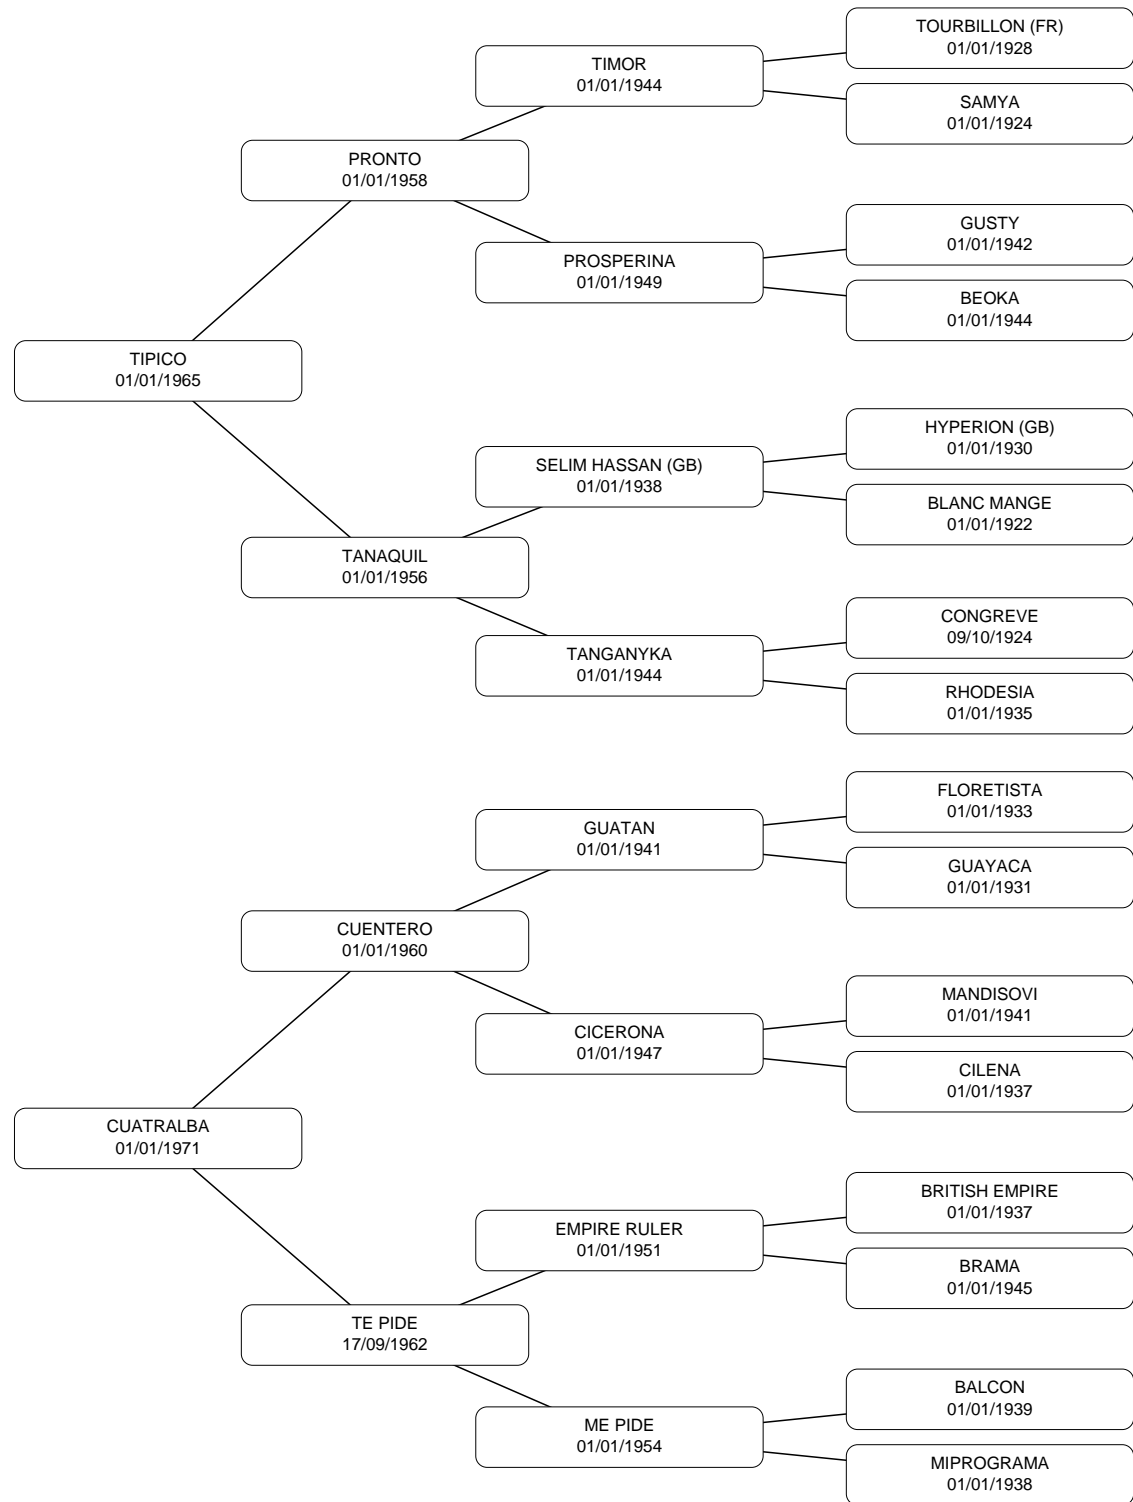 TOURBILLON (FR)
01/01/1928
TIMOR
01/01/1944
SAMYA
01/01/1924
PRONTO
01/01/1958
GUSTY
01/01/1942
PROSPERINA
01/01/1949
BEOKA
01/01/1944
TIPICO
01/01/1965
HYPERION (GB)
01/01/1930
SELIM HASSAN (GB)
01/01/1938
BLANC MANGE
01/01/1922
TANAQUIL
01/01/1956
CONGREVE
09/10/1924
TANGANYKA
01/01/1944
RHODESIA
01/01/1935
FLORETISTA
01/01/1933
GUATAN
01/01/1941
GUAYACA
01/01/1931
CUENTERO
01/01/1960
MANDISOVI
01/01/1941
CICERONA
01/01/1947
CILENA
01/01/1937
CUATRALBA
01/01/1971
BRITISH EMPIRE
01/01/1937
EMPIRE RULER
01/01/1951
BRAMA
01/01/1945
TE PIDE
17/09/1962
BALCON
01/01/1939
ME PIDE
01/01/1954
MIPROGRAMA
01/01/1938